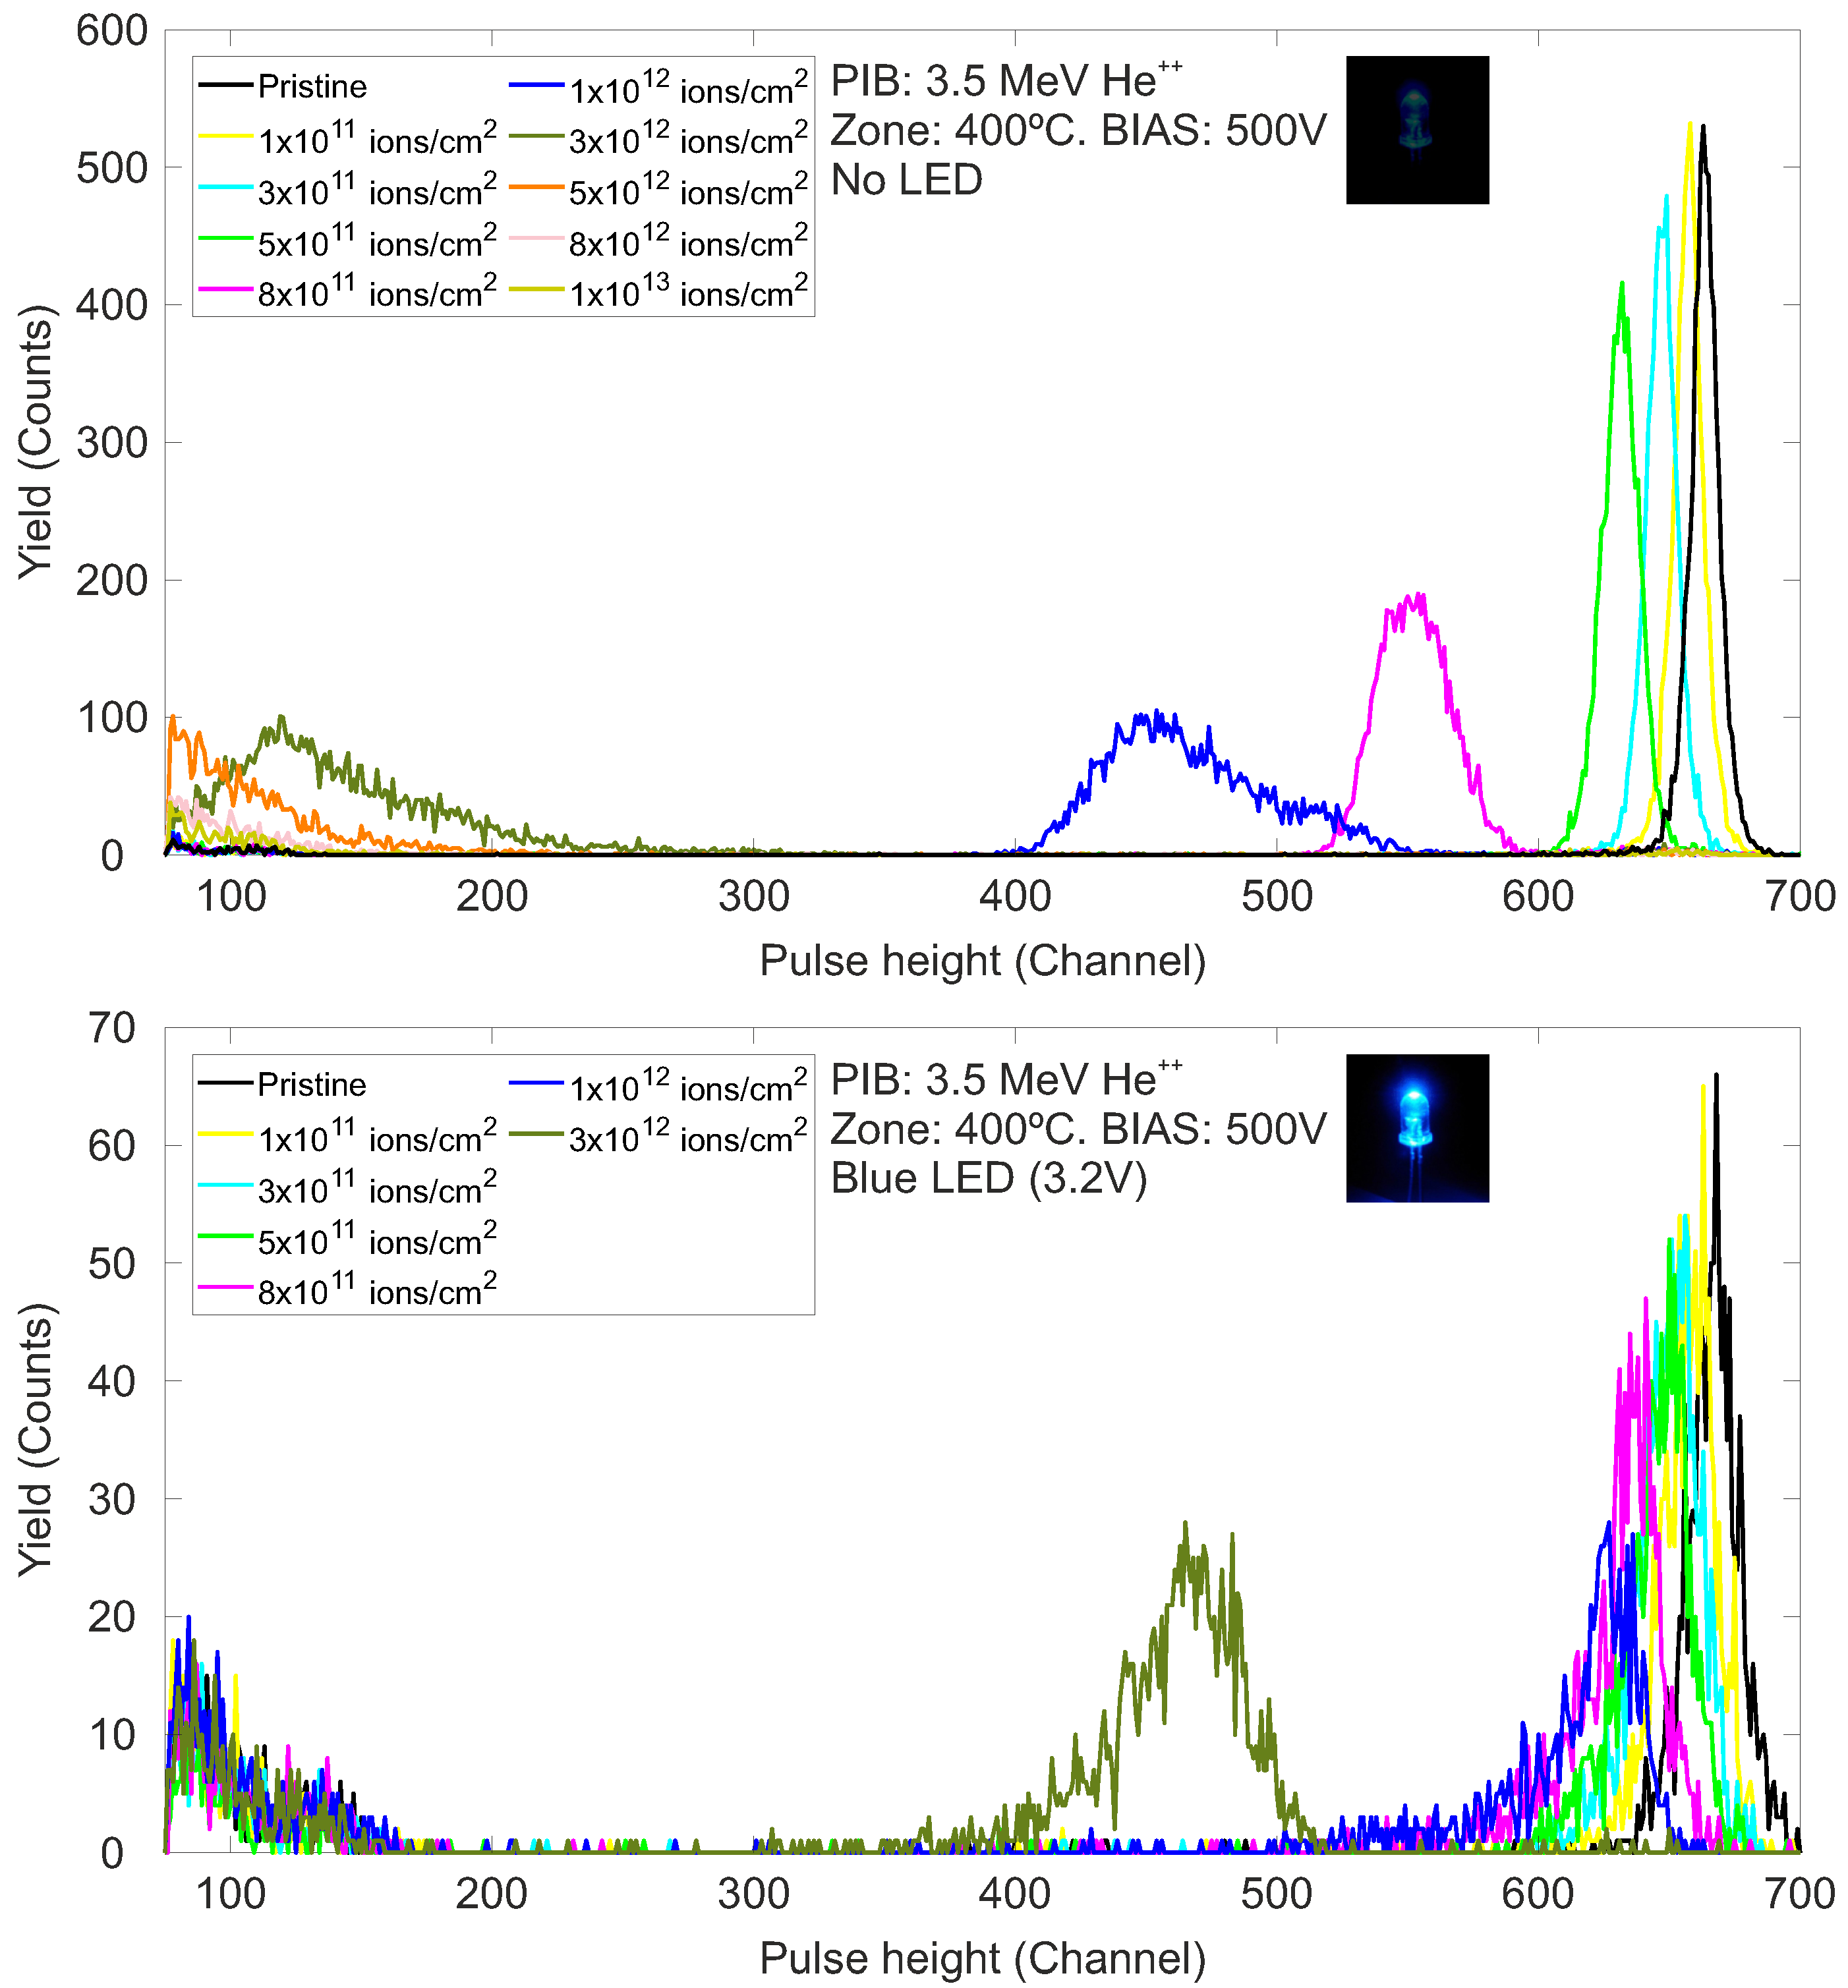 600
500
400
300
200
100
0
Yield (Counts)
Pristine
1x10¹¹ ions/cm²
3x10¹¹ ions/cm²
5x10¹¹ ions/cm²
8x10¹¹ ions/cm²
1x10¹² ions/cm²
3x10¹² ions/cm²
5x10¹² ions/cm²
8x10¹² ions/cm²
1x10¹³ ions/cm²
PIB: 3.5 MeV He⁺⁺
Zone: 400ºC. BIAS: 500V
No LED
100 200 300 400 500 600 700
Pulse height (Channel)
70
60
50
40
30
20
10
0
Yield (Counts)
Pristine
1x10¹¹ ions/cm²
3x10¹¹ ions/cm²
5x10¹¹ ions/cm²
8x10¹¹ ions/cm²
1x10¹² ions/cm²
3x10¹² ions/cm²
PIB: 3.5 MeV He⁺⁺
Zone: 400ºC. BIAS: 500V
Blue LED (3.2V)
100 200 300 400 500 600 700
Pulse height (Channel)